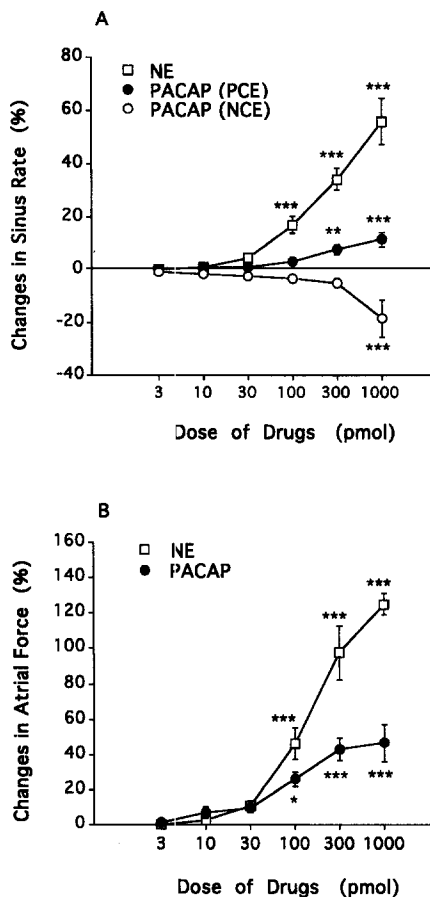 A
NE
PACAP (PCE)
PACAP (NCE)
Changes in Sinus Rate (%)
80
60
40
20
0
-20
-40
***
***
***
**
***
***
3 10 30 100 300 1000
Dose of Drugs (pmol)
B
NE
PACAP
Changes in Atrial Force (%)
160
140
120
100
80
60
40
20
0
***
***
***
*
***
***
3 10 30 100 300 1000
Dose of Drugs (pmol)